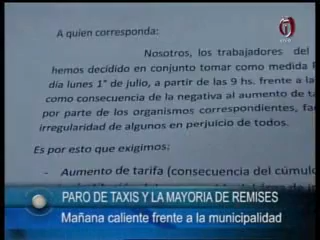 A quien corresponda:
Nosotros, los trabajadores del
hemos decidido en conjunto tomar como medida
día lunes 1° de julio, a partir de las 9 hs. frente a la
como consecuencia de la negativa al aumento de ta
por parte de los organismos correspondientes, fac
irregularidad de algunos en perjuicio de todos.
Es por esto que exigimos:
- Aumento de tarifa (consecuencia del cúmulo
PARO DE TAXIS Y LA MAYORIA DE REMISES
Mañana caliente frente a la municipalidad